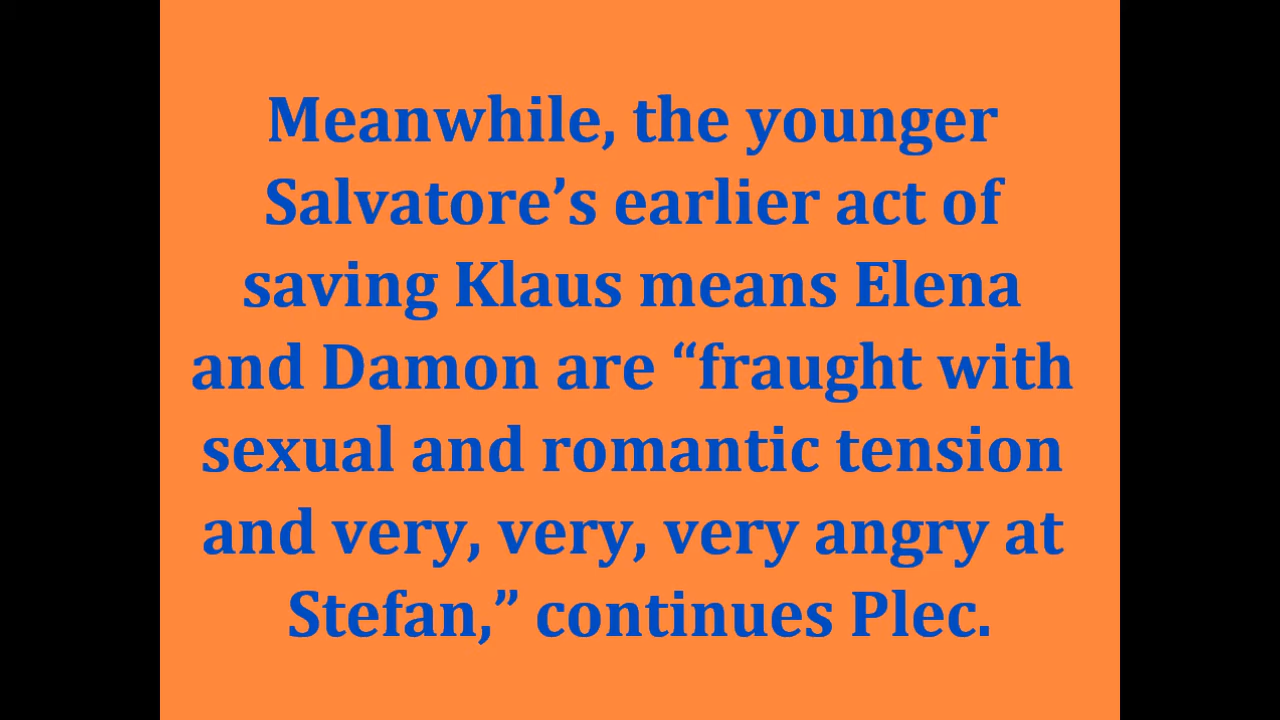 Meanwhile, the younger
Salvatore’s earlier act of
saving Klaus means Elena
and Damon are “fraught with
sexual and romantic tension
and very, very, very angry at
Stefan,” continues Plec.